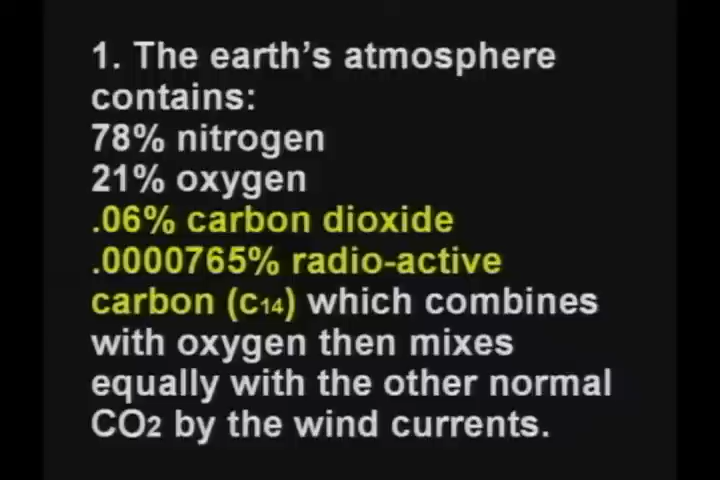 1. The earth's atmosphere
contains:
78% nitrogen
21% oxygen
.06% carbon dioxide
.0000765% radio-active
carbon (c14) which combines
with oxygen then mixes
equally with the other normal
CO2 by the wind currents.